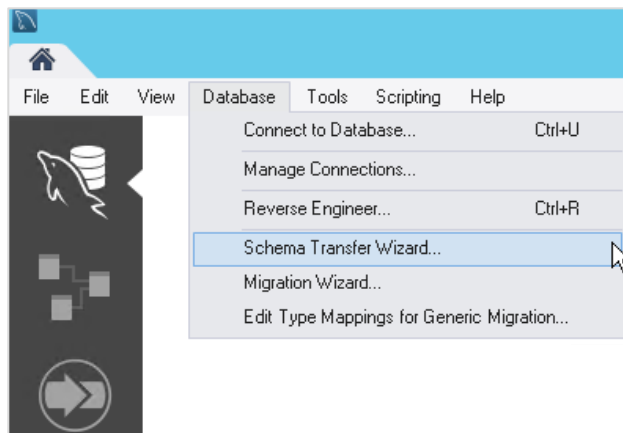 File Edit View Database Tools Scripting Help
Connect to Database... Ctrl+U
Manage Connections...
Reverse Engineer... Ctrl+R
Schema Transfer Wizard...
Migration Wizard...
Edit Type Mappings for Generic Migration...